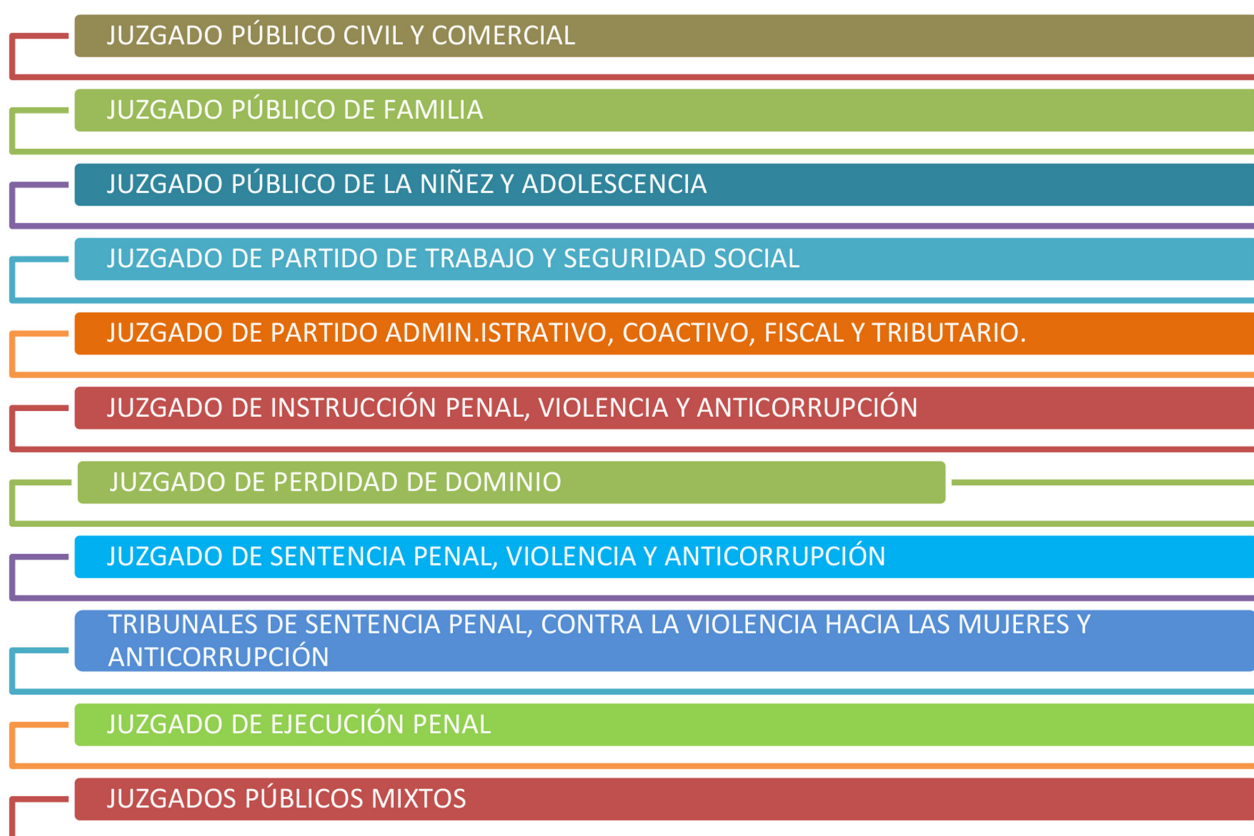 JUZGADO PÚBLICO CIVIL Y COMERCIAL
JUZGADO PÚBLICO DE FAMILIA
JUZGADO PÚBLICO DE LA NIÑEZ Y ADOLESCENCIA
JUZGADO DE PARTIDO DE TRABAJO Y SEGURIDAD SOCIAL
JUZGADO DE PARTIDO ADMIN.ISTRATIVO, COACTIVO, FISCAL Y TRIBUTARIO.
JUZGADO DE INSTRUCCIÓN PENAL, VIOLENCIA Y ANTICORRUPCIÓN
JUZGADO DE PERDIDAD DE DOMINIO
JUZGADO DE SENTENCIA PENAL, VIOLENCIA Y ANTICORRUPCIÓN
TRIBUNALES DE SENTENCIA PENAL, CONTRA LA VIOLENCIA HACIA LAS MUJERES Y
ANTICORRUPCIÓN
JUZGADO DE EJECUCIÓN PENAL
JUZGADOS PÚBLICOS MIXTOS